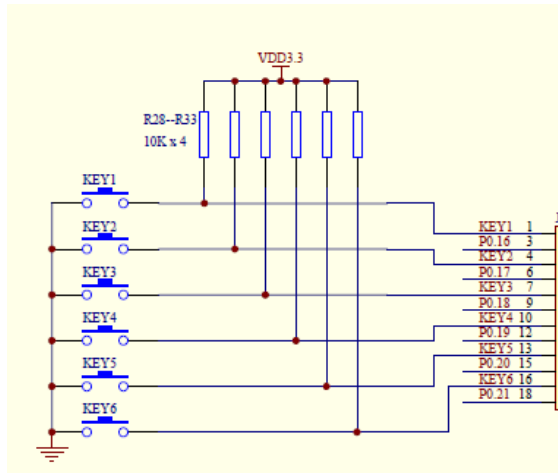 VDD3.3
R28--R33
10K x 4
KEY1
KEY2
KEY3
KEY4
KEY5
KEY6
KEY1 1
P0.16 3
KEY2 4
P0.17 6
KEY3 7
P0.18 9
KEY4 10
P0.19 12
KEY5 13
P0.20 15
KEY6 16
P0.21 18